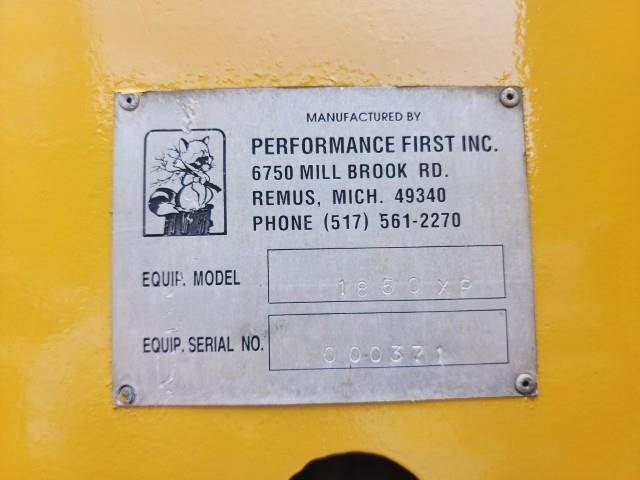 MANUFACTURED BY
PERFORMANCE FIRST INC.
6750 MILL BROOK RD.
REMUS, MICH. 49340
PHONE (517) 561-2270
EQUIP. MODEL 1850 XP
EQUIP. SERIAL NO. 000371